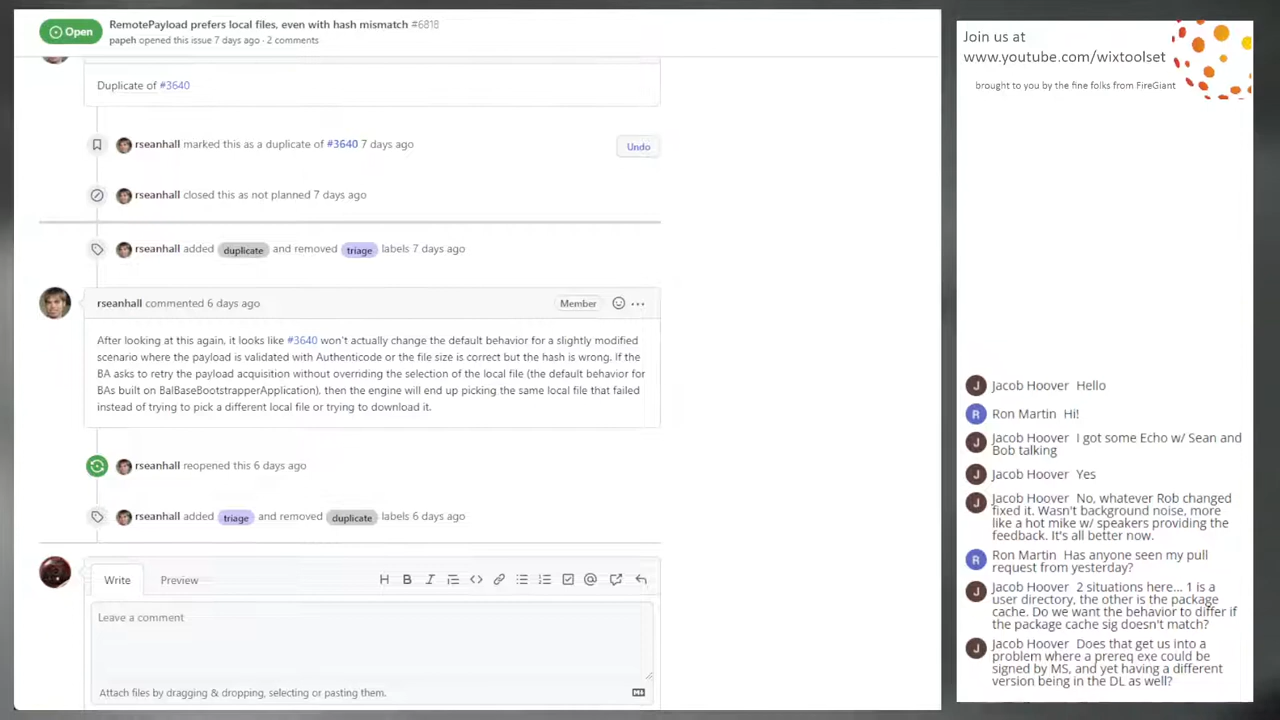 Open
RemotePayload prefers local files, even with hash mismatch #6818
papeh opened this issue 7 days ago · 2 comments
Duplicate of #3640
rseanhall marked this as a duplicate of #3640 7 days ago
Undo
rseanhall closed this as not planned 7 days ago
rseanhall added duplicate and removed triage labels 7 days ago
rseanhall commented 6 days ago
Member
After looking at this again, it looks like #3640 won't actually change the default behavior for a slightly modified
scenario where the payload is validated with Authenticode or the file size is correct but the hash is wrong. If the
BA asks to retry the payload acquisition without overriding the selection of the local file (the default behavior for
BAs built on BalBaseBootstrapperApplication), then the engine will end up picking the same local file that failed
instead of trying to pick a different local file or trying to download it.
rseanhall reopened this 6 days ago
rseanhall added triage and removed duplicate labels 6 days ago
Write
Preview
Leave a comment
Attach files by dragging & dropping, selecting or pasting them.
Join us at
www.youtube.com/wixtoolset
brought to you by the fine folks from FireGiant
J Jacob Hoover Hello
R Ron Martin Hi!
J Jacob Hoover I got some Echo w/ Sean and
Bob talking
J Jacob Hoover Yes
J Jacob Hoover No, whatever Rob changed
fixed it. Wasn't background noise, more
like a hot mike w/ speakers providing the
feedback. It's all better now.
R Ron Martin Has anyone seen my pull
request from yesterday?
J Jacob Hoover 2 situations here... 1 is a
user directory, the other is the package
cache. Do we want the behavior to differ if
the package cache sig doesn't match?
J Jacob Hoover Does that get us into a
problem where a prereq exe could be
signed by MS, and yet having a different
version being in the DL as well?